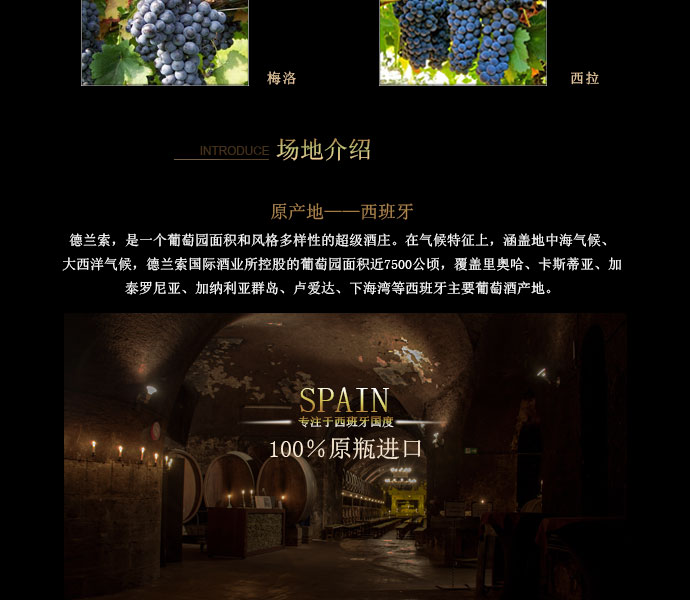 梅洛
西拉
INTRODUCE 场地介绍
原产地——西班牙
德兰索，是一个葡萄园面积和风格多样性的超级酒庄。在气候特征上，涵盖地中海气候、
大西洋气候，德兰索国际酒业所控股的葡萄园面积近7500公顷，覆盖里奥哈、卡斯蒂亚、加
泰罗尼亚、加纳利亚群岛、卢爱达、下海湾等西班牙主要葡萄酒产地。
SPAIN
专注于西班牙国度
100%原瓶进口